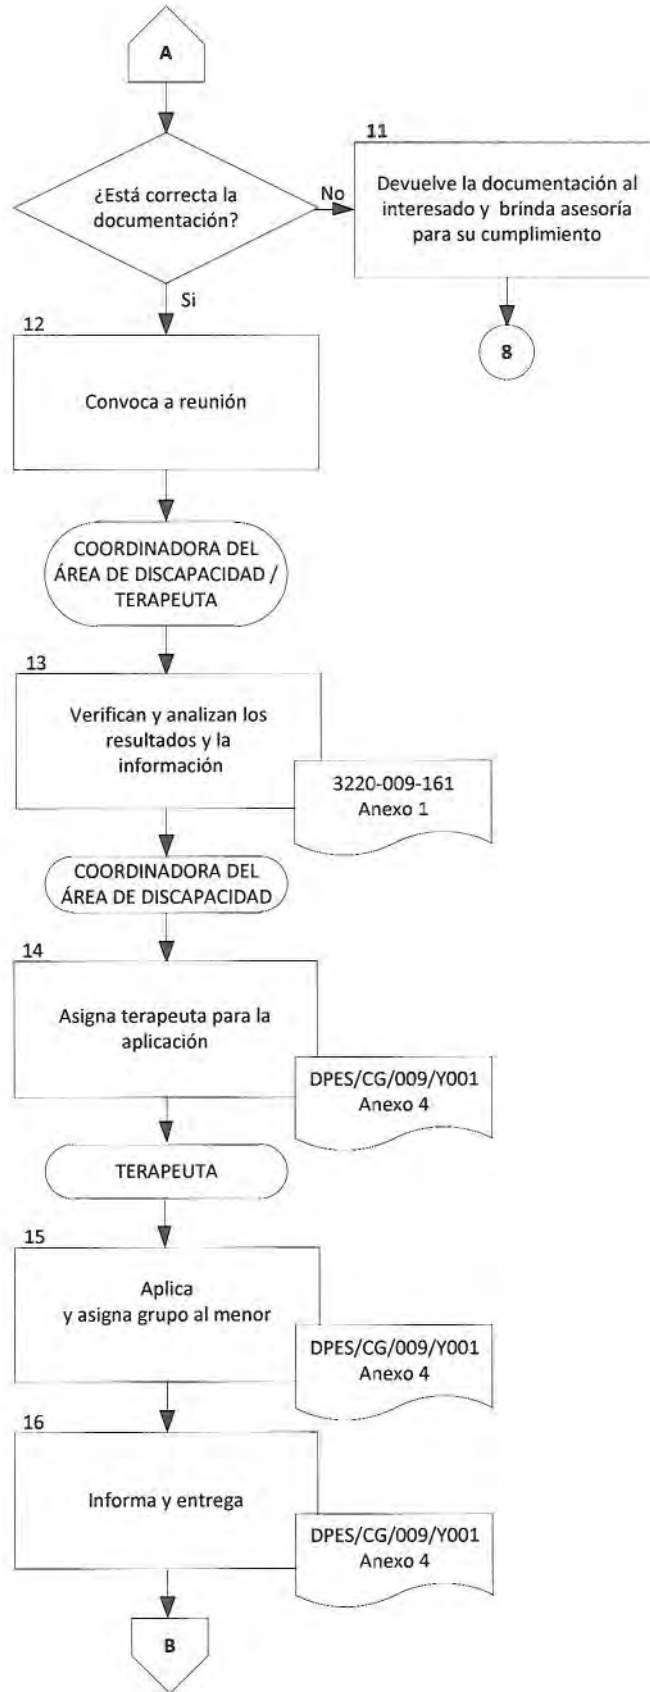 A
¿Está correcta la
documentación?
No
11
Devuelve la documentación al
interesado y brinda asesoría
para su cumplimiento
8
Si
12
Convoca a reunión
COORDINADORA DEL
ÁREA DE DISCAPACIDAD /
TERAPEUTA
13
Verifican y analizan los
resultados y la
información
3220-009-161
Anexo 1
COORDINADORA DEL
ÁREA DE DISCAPACIDAD
14
Asigna terapeuta para la
aplicación
DPES/CG/009/Y001
Anexo 4
TERAPEUTA
15
Aplica
y asigna grupo al menor
DPES/CG/009/Y001
Anexo 4
16
Informa y entrega
DPES/CG/009/Y001
Anexo 4
B